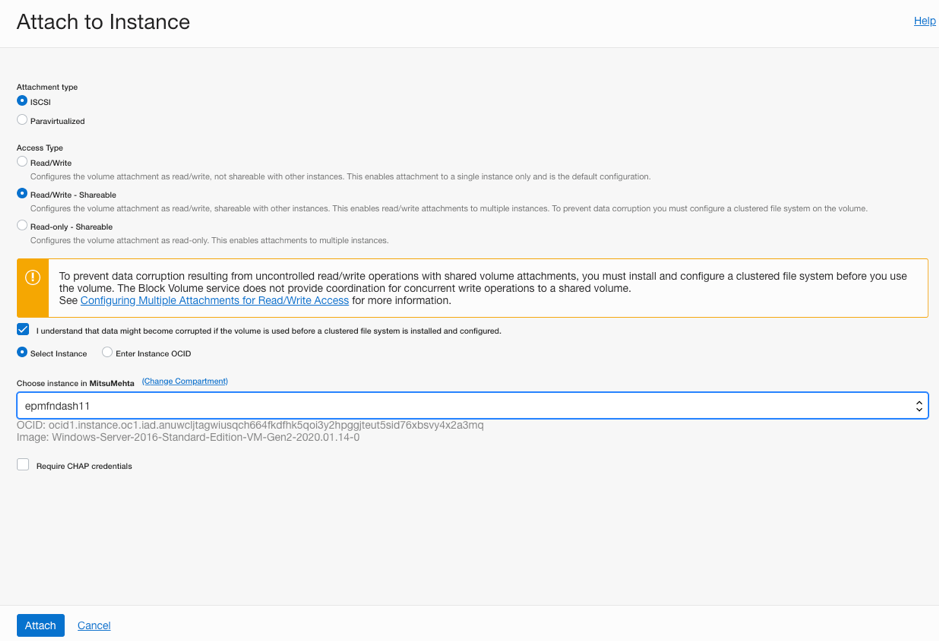 Attach to Instance
Help
Attachment type
ISCSI
Paravirtualized
Access Type
Read/Write
Configures the volume attachment as read/write, not shareable with other instances. This enables attachment to a single instance only and is the default configuration.
Read/Write - Shareable
Configures the volume attachment as read/write, shareable with other instances. This enables read/write attachments to multiple instances. To prevent data corruption you must configure a clustered file system on the volume.
Read-only - Shareable
Configures the volume attachment as read-only. This enables attachments to multiple instances.
To prevent data corruption resulting from uncontrolled read/write operations with shared volume attachments, you must install and configure a clustered file system before you use
the volume. The Block Volume service does not provide coordination for concurrent write operations to a shared volume.
See Configuring Multiple Attachments for Read/Write Access for more information.
I understand that data might become corrupted if the volume is used before a clustered file system is installed and configured.
Select Instance Enter Instance OCID
Choose instance in MitsuMehta (Change Compartment)
epmfndash11
OCID: ocid1.instance.oc1.iad.anuwcljtagwiusqch664fkdfhk5qoi3y2hpggjteut5sid76xbsvy4x2a3mq
Image: Windows-Server-2016-Standard-Edition-VM-Gen2-2020.01.14-0
Require CHAP credentials
Attach Cancel